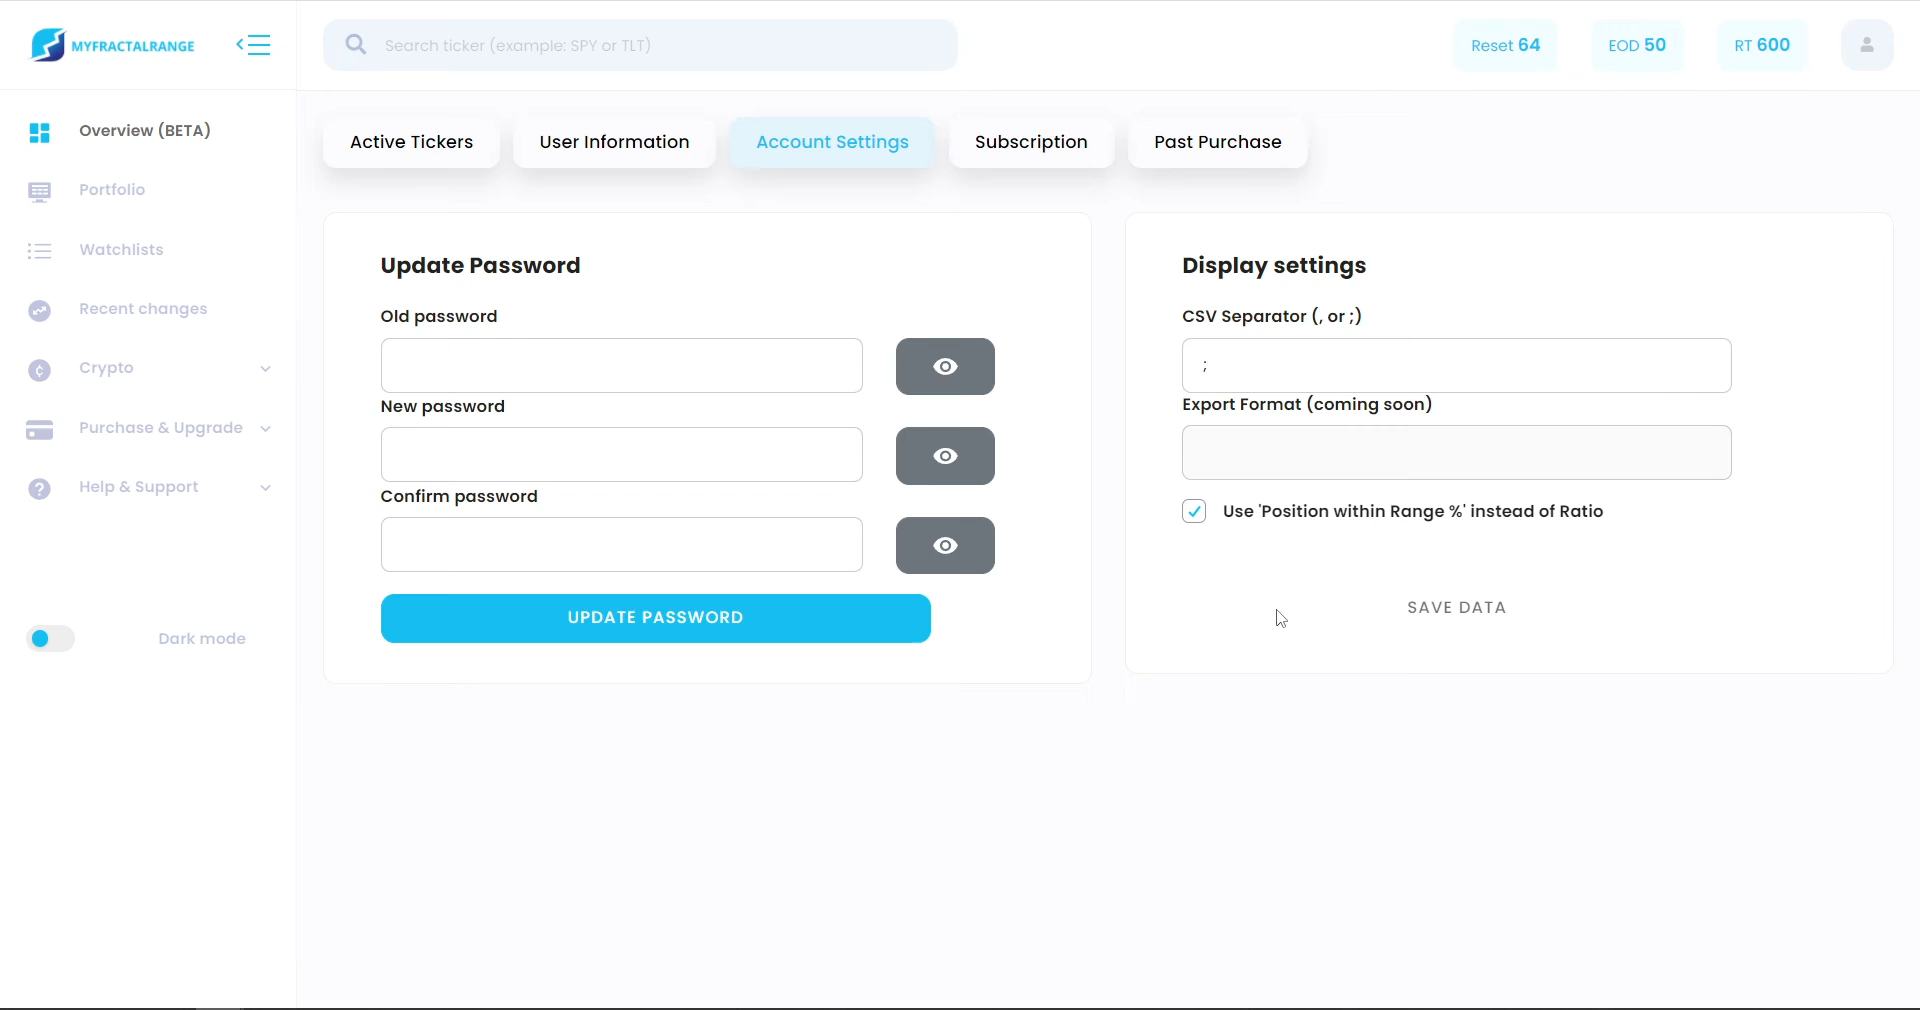 MYFRACTALRANGE
Search ticker (example: SPY or TLT)
Reset 64
EOD 50
RT 600
Overview (BETA)
Portfolio
Watchlists
Recent changes
Crypto
Purchase & Upgrade
Help & Support
Dark mode
Active Tickers
User Information
Account Settings
Subscription
Past Purchase
Update Password
Old password
New password
Confirm password
UPDATE PASSWORD
Display settings
CSV Separator (, or ;)
;
Export Format (coming soon)
Use 'Position within Range %' instead of Ratio
SAVE DATA